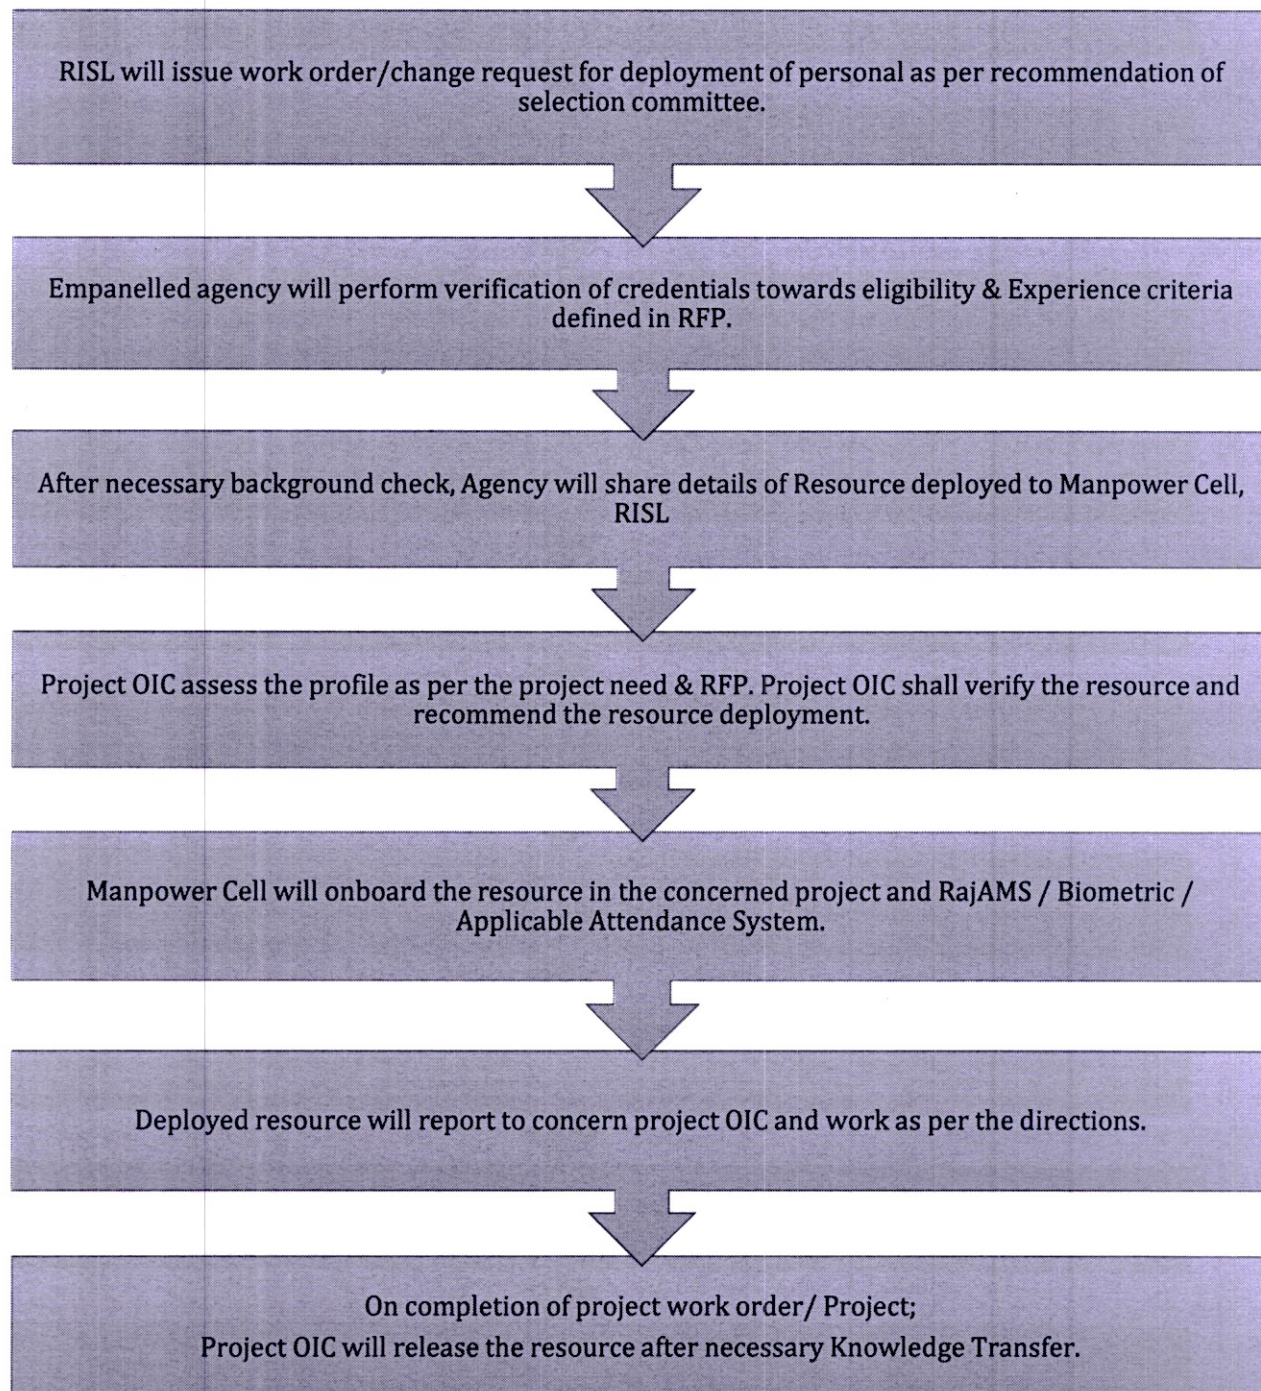 RISL will issue work order/change request for deployment of personal as per recommendation of
selection committee.
Empanelled agency will perform verification of credentials towards eligibility & Experience criteria
defined in RFP.
After necessary background check, Agency will share details of Resource deployed to Manpower Cell,
RISL
Project OIC assess the profile as per the project need & RFP. Project OIC shall verify the resource and
recommend the resource deployment.
Manpower Cell will onboard the resource in the concerned project and RajAMS / Biometric /
Applicable Attendance System.
Deployed resource will report to concern project OIC and work as per the directions.
On completion of project work order/ Project;
Project OIC will release the resource after necessary Knowledge Transfer.